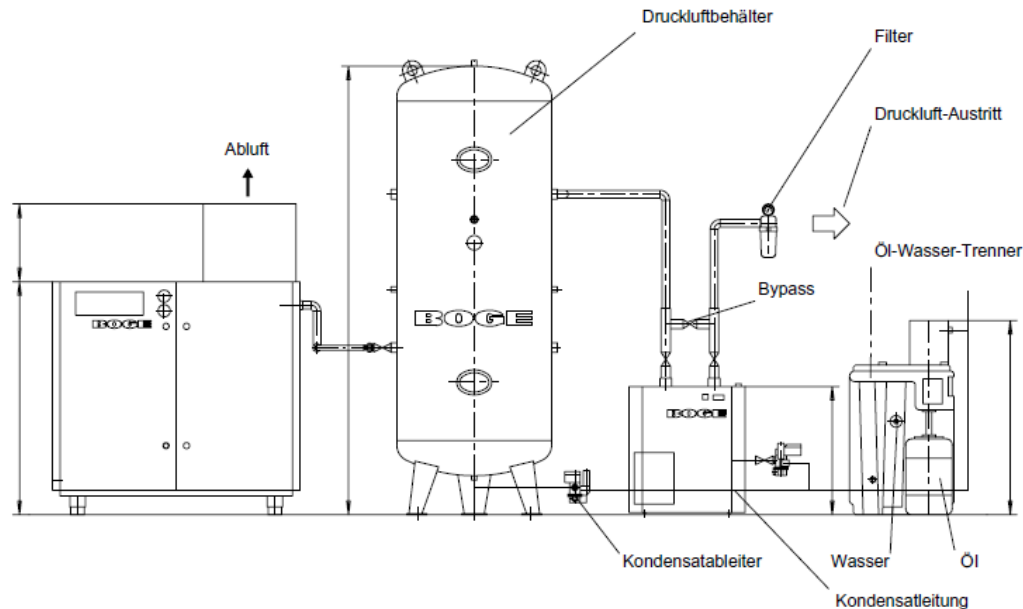 Druckluftbehälter
Filter
Druckluft-Austritt
Abluft
Öl-Wasser-Trenner
Bypass
BOGE
BOGE
BOGE
Kondensatableiter
Wasser
Öl
Kondensatleitung